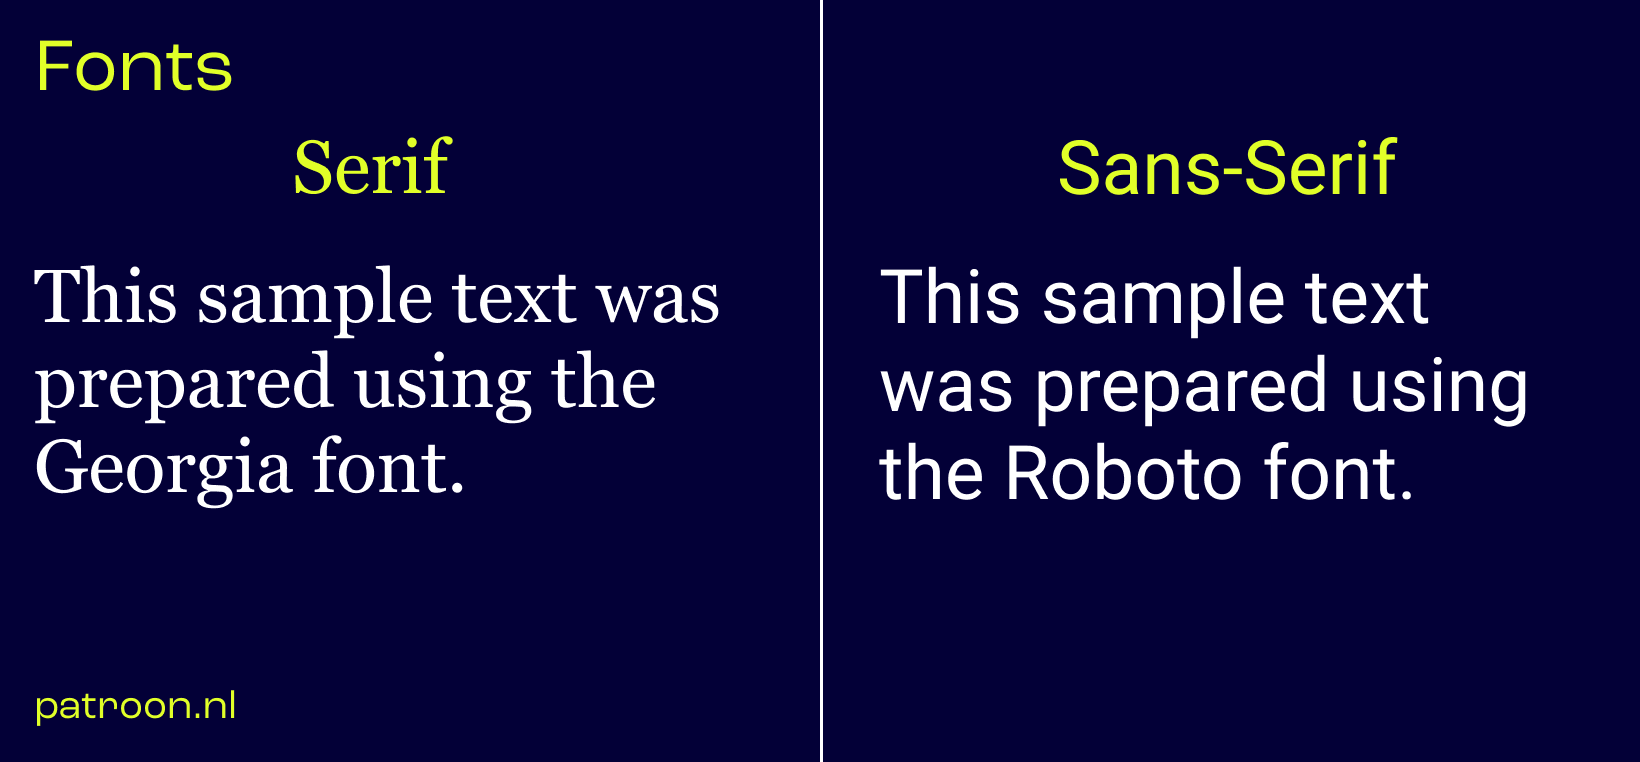 Fonts
Serif
This sample text was
prepared using the
Georgia font.
Sans-Serif
This sample text
was prepared using
the Roboto font.
patroon.nl